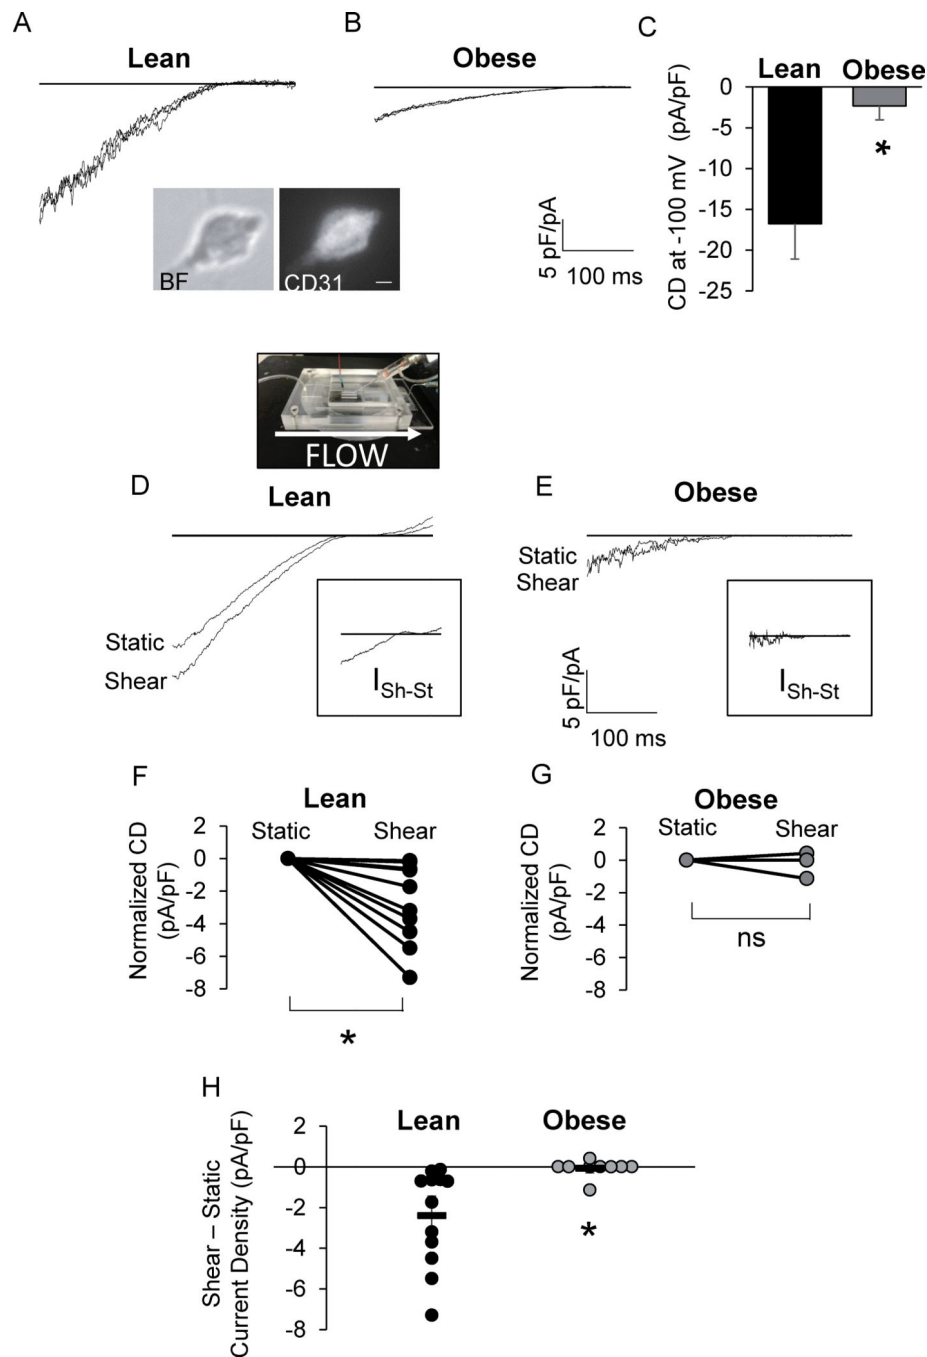 A
Lean
B
Obese
C
CD at -100 mV (pA/pF)
Lean Obese
0
-5
-10
-15
-20
-25
*
BF
CD31
5 pF/pA
100 ms
FLOW
D
Lean
Static
Shear
I Sh-St
E
Obese
Static
Shear
I Sh-St
5 pF/pA
100 ms
F
Lean
Normalized CD
(pA/pF)
Static Shear
2
0
-2
-4
-6
-8
*
G
Obese
Normalized CD
(pA/pF)
Static Shear
2
0
-2
-4
-6
-8
ns
H
Shear – Static
Current Density (pA/pF)
Lean Obese
2
0
-2
-4
-6
-8
*